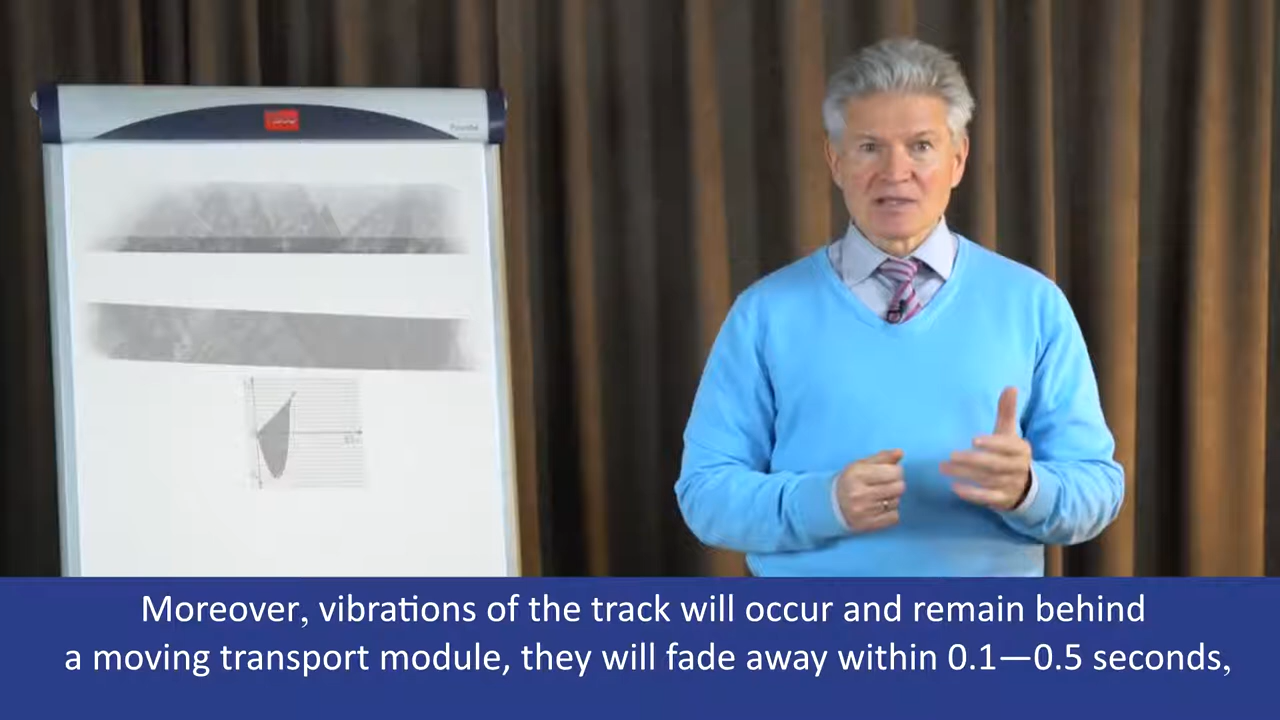 Moreover, vibrations of the track will occur and remain behind
a moving transport module, they will fade away within 0.1—0.5 seconds,